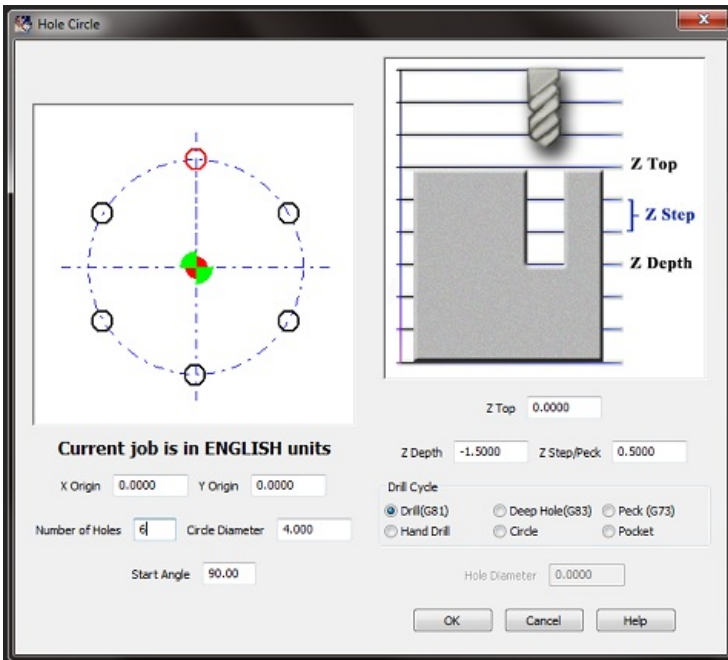 Hole Circle
Z Top
Z Step
Z Depth
Current job is in ENGLISH units
X Origin 0.0000 Y Origin 0.0000
Number of Holes 6 Circle Diameter 4.000
Start Angle 90.00
Z Top 0.0000
Z Depth -1.5000 Z Step/Peck 0.5000
Drill Cycle
Drill(G81) Deep Hole(G83) Peck (G73)
Hand Drill Circle Pocket
Hole Diameter 0.0000
OK Cancel Help